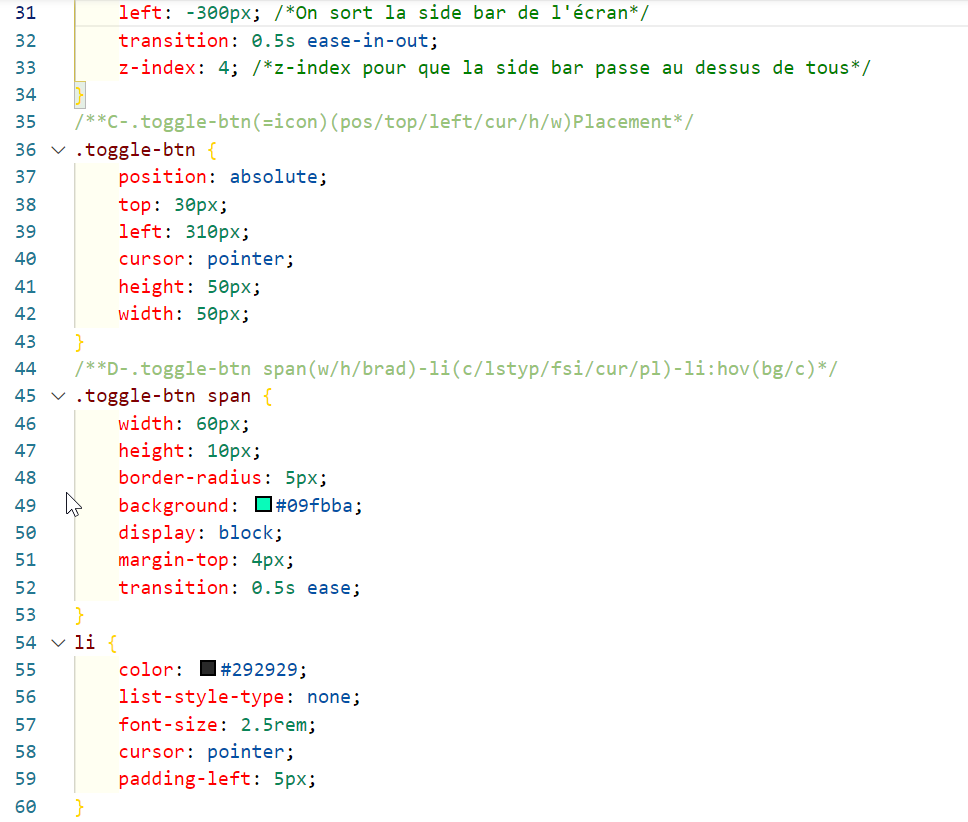 31 left: -300px; /*On sort la side bar de l'écran*/
32 transition: 0.5s ease-in-out;
33 z-index: 4; /*z-index pour que la side bar passe au dessus de tous*/
34 }
35 /**C-.toggle-btn(=icon)(pos/top/left/cur/h/w)Placement*/
36 .toggle-btn {
37 position: absolute;
38 top: 30px;
39 left: 310px;
40 cursor: pointer;
41 height: 50px;
42 width: 50px;
43 }
44 /**D-.toggle-btn span(w/h/brad)-li(c/lstyp/fsi/cur/pl)-li:hov(bg/c)*/
45 .toggle-btn span {
46 width: 60px;
47 height: 10px;
48 border-radius: 5px;
49 background: #09fbba;
50 display: block;
51 margin-top: 4px;
52 transition: 0.5s ease;
53 }
54 li {
55 color: #292929;
56 list-style-type: none;
57 font-size: 2.5rem;
58 cursor: pointer;
59 padding-left: 5px;
60 }